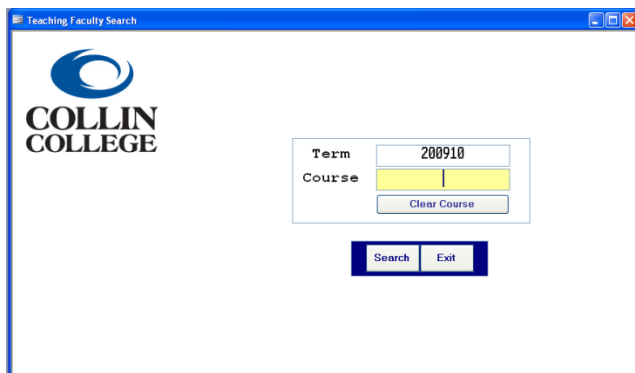 Teaching Faculty Search
COLLIN
COLLEGE
Term 200910
Course
Clear Course
Search Exit